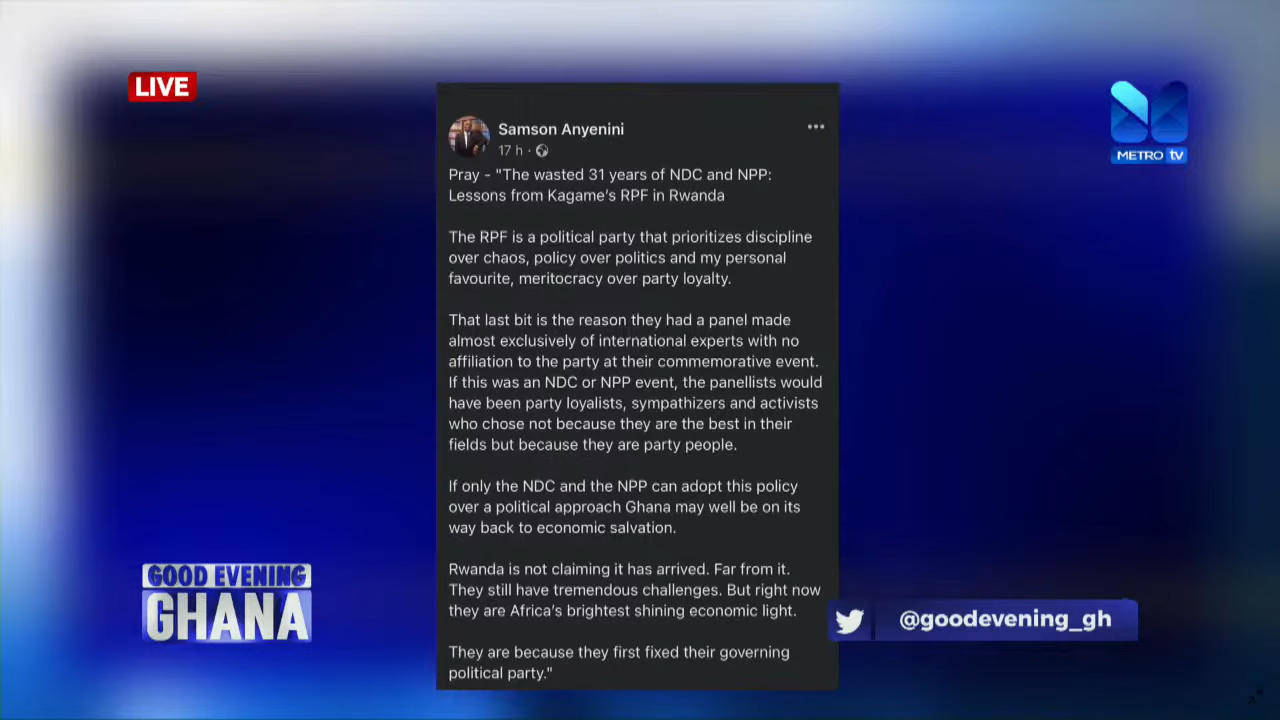 LIVE
METRO tv
Samson Anyenini
17 h ·
Pray - "The wasted 31 years of NDC and NPP:
Lessons from Kagame's RPF in Rwanda
The RPF is a political party that prioritizes discipline
over chaos, policy over politics and my personal
favourite, meritocracy over party loyalty.
That last bit is the reason they had a panel made
almost exclusively of international experts with no
affiliation to the party at their commemorative event.
If this was an NDC or NPP event, the panellists would
have been party loyalists, sympathizers and activists
who chose not because they are the best in their
fields but because they are party people.
If only the NDC and the NPP can adopt this policy
over a political approach Ghana may well be on its
way back to economic salvation.
Rwanda is not claiming it has arrived. Far from it.
They still have tremendous challenges. But right now
they are Africa's brightest shining economic light.
They are because they first fixed their governing
political party."
GOOD EVENING
GHANA
@goodevening_gh